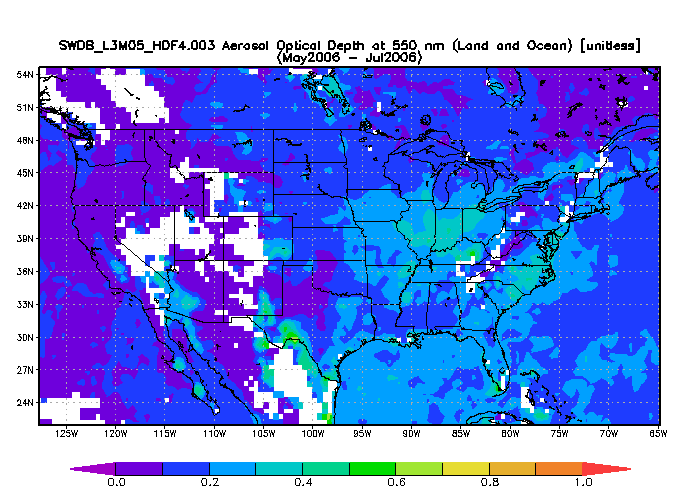 SWDB_L3M05_HDF4.003 Aerosol Optical Depth at 550 nm (Land and Ocean) [unitless]
(May2006 - Jul2006)
54N
51N
48N
45N
42N
39N
36N
33N
30N
27N
24N
125W 120W 115W 110W 105W 100W 95W 90W 85W 80W 75W 70W 65W
0.0 0.2 0.4 0.6 0.8 1.0